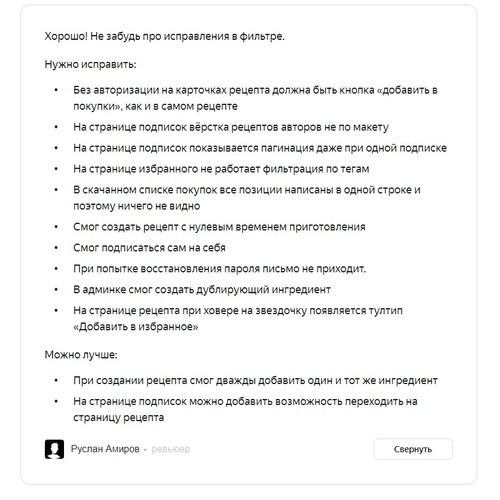 Хорошо! Не забудь про исправления в фильтре.
Нужно исправить:
• Без авторизации на карточках рецепта должна быть кнопка «добавить в
покупки», как и в самом рецепте
• На странице подписок вёрстка рецептов авторов не по макету
• На странице подписок показывается пагинация даже при одной подписке
• На странице избранного не работает фильтрация по тегам
• В скачанном списке покупок все позиции написаны в одной строке и
поэтому ничего не видно
• Смог создать рецепт с нулевым временем приготовления
• Смог подписаться сам на себя
• При попытке восстановления пароля письмо не приходит.
• В админке смог создать дублирующий ингредиент
• На странице рецепта при ховере на звездочку появляется тултип
«Добавить в избранное»
Можно лучше:
• При создании рецепта смог дважды добавить один и тот же ингредиент
• На странице подписок можно добавить возможность переходить на
страницу рецепта
Руслан Амиров • ревьюер
Свернуть